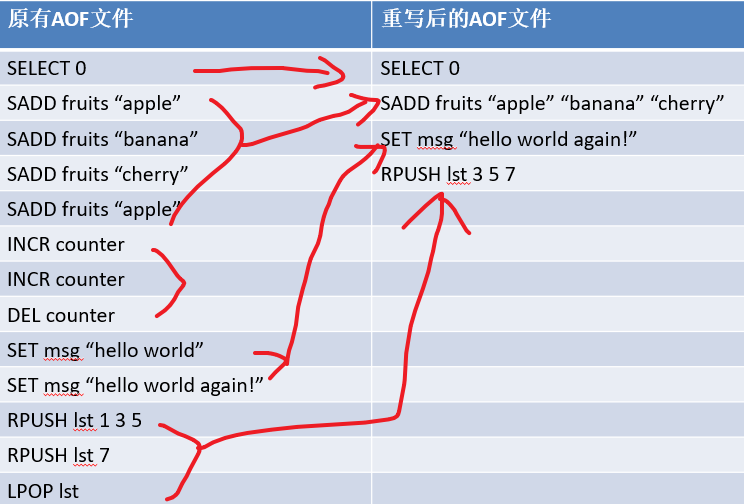 原有AOF文件 重写后的AOF文件
SELECT 0 SELECT 0
SADD fruits “apple” SADD fruits “apple” “banana” “cherry”
SADD fruits “banana” SET msg “hello world again!”
SADD fruits “cherry” RPUSH lst 3 5 7
SADD fruits “apple”
INCR counter
INCR counter
DEL counter
SET msg “hello world”
SET msg “hello world again!”
RPUSH lst 1 3 5
RPUSH lst 7
LPOP lst